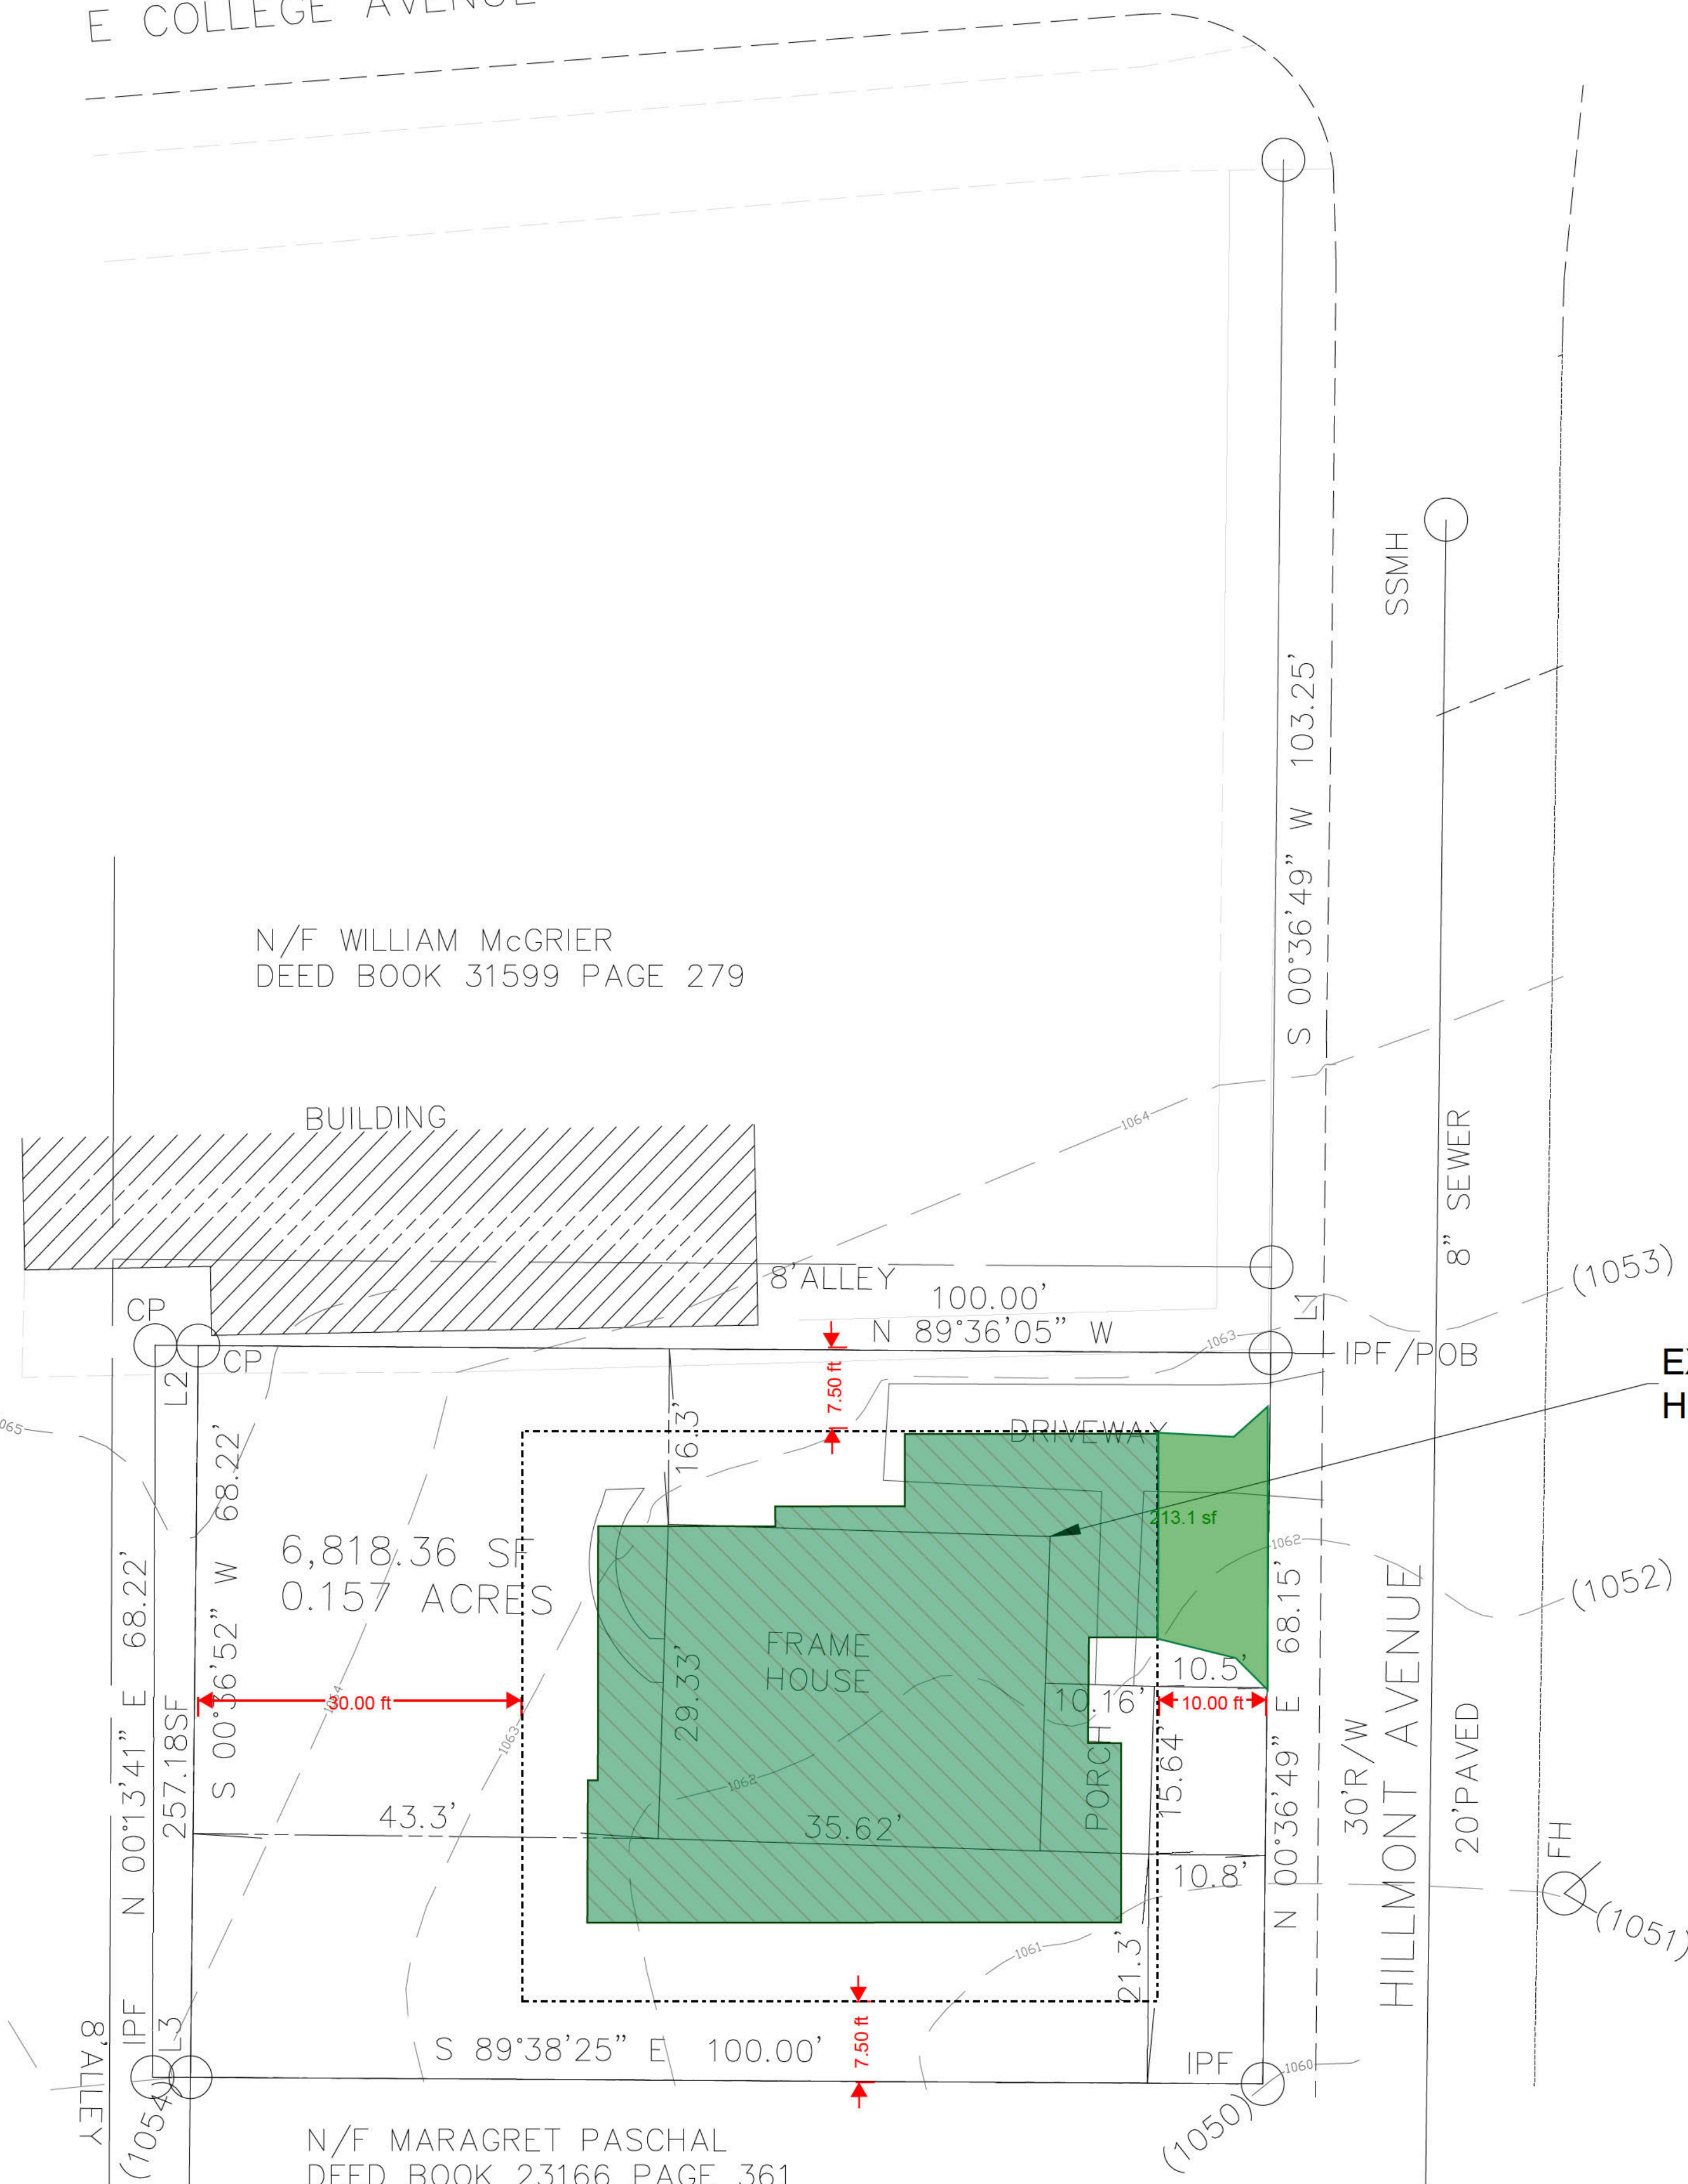 E COLLEGE AVENUE
SSMH
S 00°36'49" W 103.25'
N/F WILLIAM McGRIER
DEED BOOK 31599 PAGE 279
BUILDING
1064
8" SEWER
(1053)
8'ALLEY
100.00'
N 89°36'05" W
L1
1063
IPF/POB
CP
CP
L2
1065
7.50 ft
16.3'
DRIVEWAY
S 00°36'52" W 68.22'
6,818.36 SF
0.157 ACRES
213.1 sf
1062
(1052)
FRAME
HOUSE
29.33'
10.5'
10.16'
10.00 ft
30.00 ft
1064
1063
1062
PORCH
15.64'
N 00°36'49" E 68.15'
30'R/W
HILLMONT AVENUE
20'PAVED
N 00°13'41" E 68.22'
257.18SF
43.3'
35.62'
10.8'
FH
(1051)
1061
21.3'
IPF
L3
8'ALLEY
S 89°38'25" E 100.00'
7.50 ft
IPF
1060
(1054)
(1050)
N/F MARAGRET PASCHAL
DEED BOOK 23166 PAGE 361